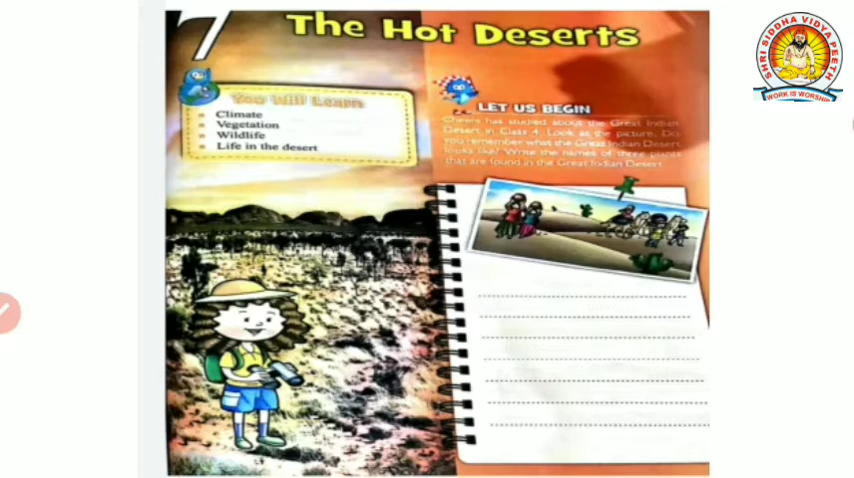 7
The Hot Deserts
You Will Learn
Climate
Vegetation
Wildlife
Life in the desert
LET US BEGIN
Cheeni has studied about the Great Indian
Desert in Class 4. Look at the picture. Do
you remember what the Great Indian Desert
looks like? Write the names of three plants
that are found in the Great Indian Desert.
SHRI SIDDHA VIDYA PEETH
WORK IS WORSHIP